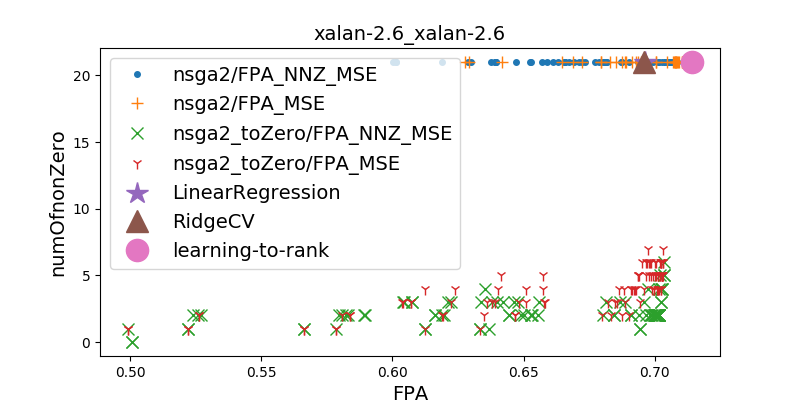 xalan-2.6_xalan-2.6
numOfnonZero
20
15
10
5
0
nsga2/FPA_NNZ_MSE
nsga2/FPA_MSE
nsga2_toZero/FPA_NNZ_MSE
nsga2_toZero/FPA_MSE
LinearRegression
RidgeCV
learning-to-rank
0.50 0.55 0.60 0.65 0.70
FPA